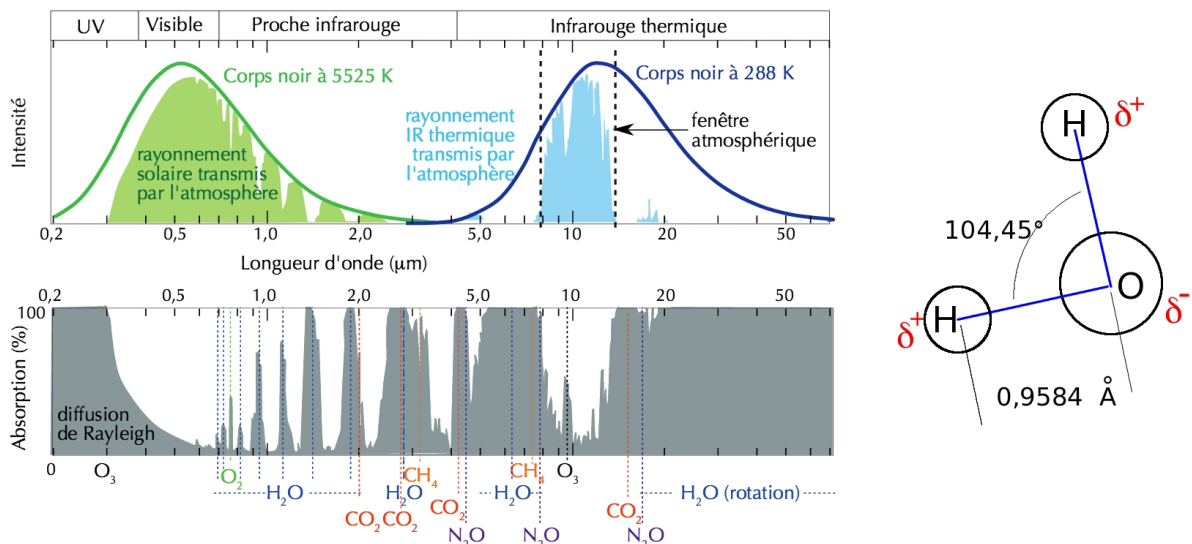 UV Visible Proche infrarouge Infrarouge thermique
Intensité
Corps noir à 5525 K
Corps noir à 288 K
rayonnement
solaire transmis
par l'atmosphère
rayonnement
IR thermique
transmis par
l'atmosphère
fenêtre
atmosphérique
0,2 0,5 1,0 2,0 5,0 10 20 50
Longueur d'onde (μm)
0,2 0,5 1,0 2,0 5,0 10 20 50
Absorption (%)
100
diffusion
de Rayleigh
0
O₃ O₂ H₂O H₂O CH₄ CO₂ CO₂ CO₂ N₂O H₂O CH₄ N₂O O₃ CO₂ N₂O H₂O (rotation)
H δ⁺
104,45°
O δ⁻
δ⁺ H
0,9584 Å